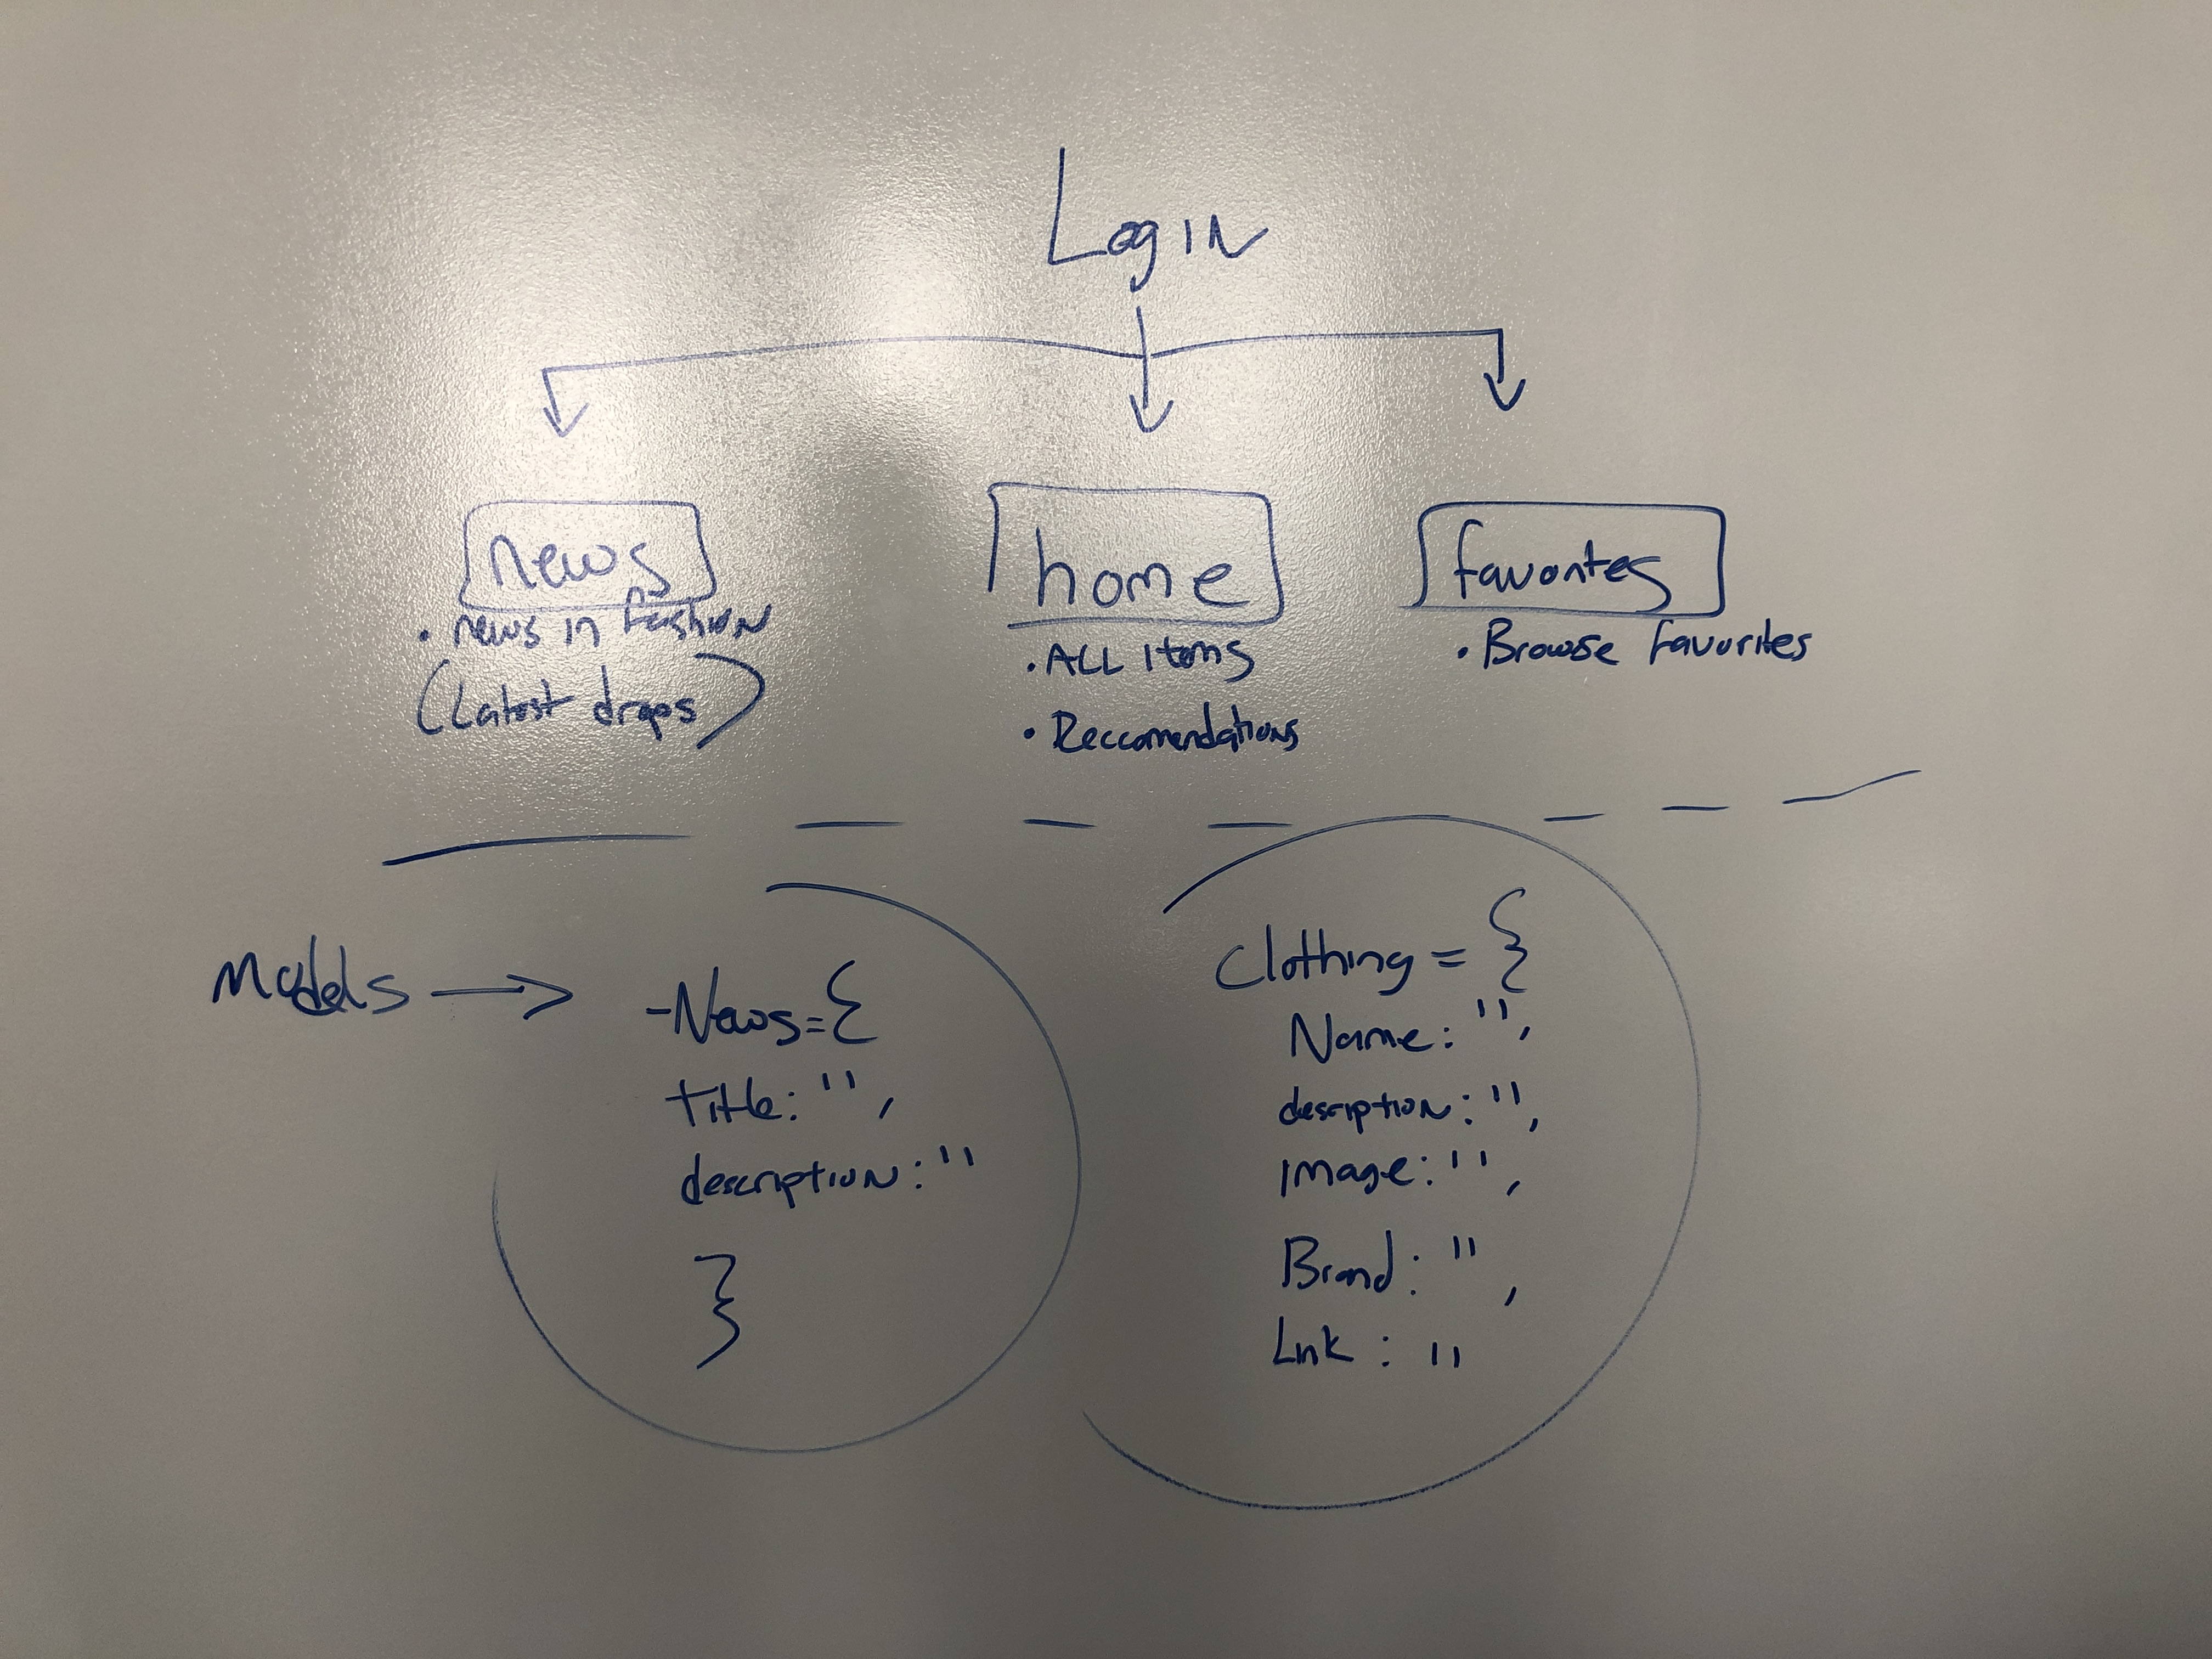 Login
news
• news in fashion
(Latest drops)
home
• ALL Items
• Reccomendations
favorites
• Browse favorites
Models →
-News={
title: '',
description: ''
}
Clothing = {
Name: '',
description: '',
Image: '',
Brand: '',
Link : ''